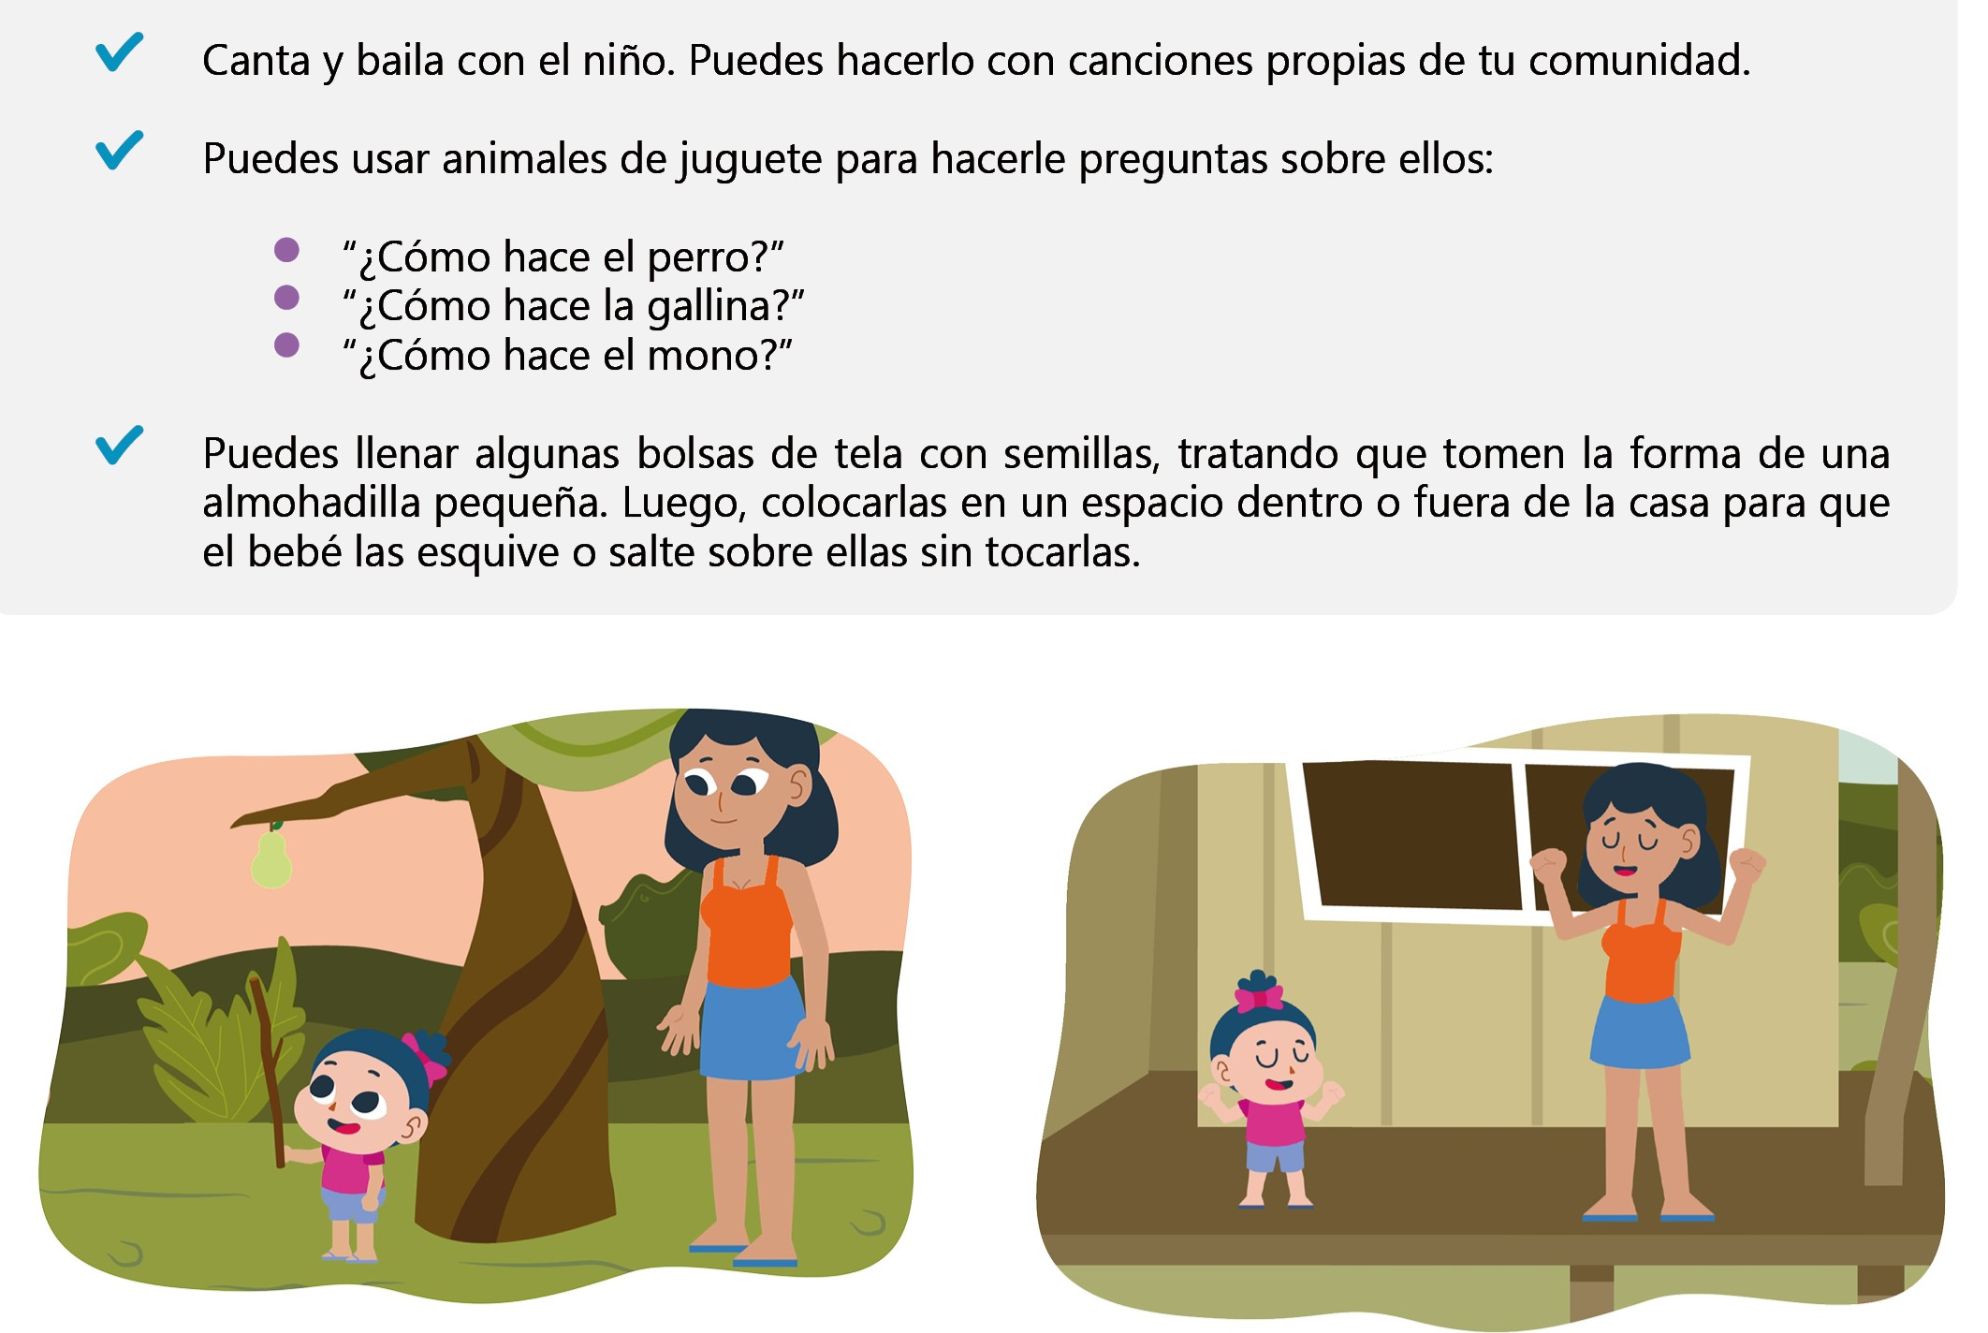 Canta y baila con el niño. Puedes hacerlo con canciones propias de tu comunidad.
Puedes usar animales de juguete para hacerle preguntas sobre ellos:
“¿Cómo hace el perro?”
“¿Cómo hace la gallina?”
“¿Cómo hace el mono?”
Puedes llenar algunas bolsas de tela con semillas, tratando que tomen la forma de una
almohadilla pequeña. Luego, colocarlas en un espacio dentro o fuera de la casa para que
el bebé las esquive o salte sobre ellas sin tocarlas.